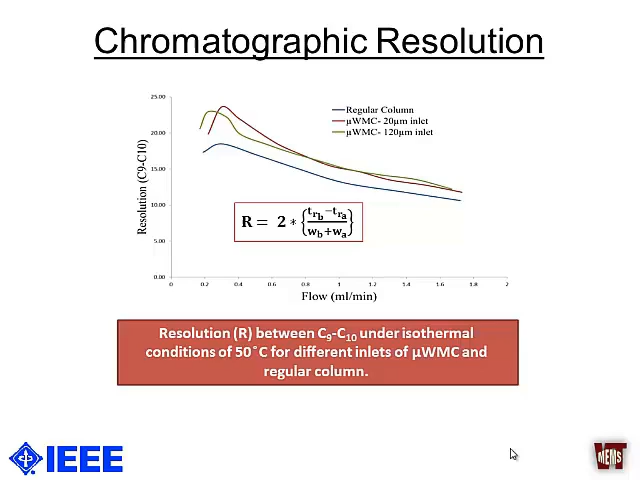 Chromatographic Resolution
25.00
20.00
15.00
10.00
5.00
0.00
Resolution (C9-C10)
Regular Column
µWMC- 20µm inlet
µWMC- 120µm inlet
R = 2 * {(t_rb − t_ra)/(w_b + w_a)}
0 0.2 0.4 0.6 0.8 1 1.2 1.4 1.6 1.8 2
Flow (ml/min)
Resolution (R) between C₉-C₁₀ under isothermal
conditions of 50˚C for different inlets of µWMC and
regular column.
IEEE
VT
MEMS